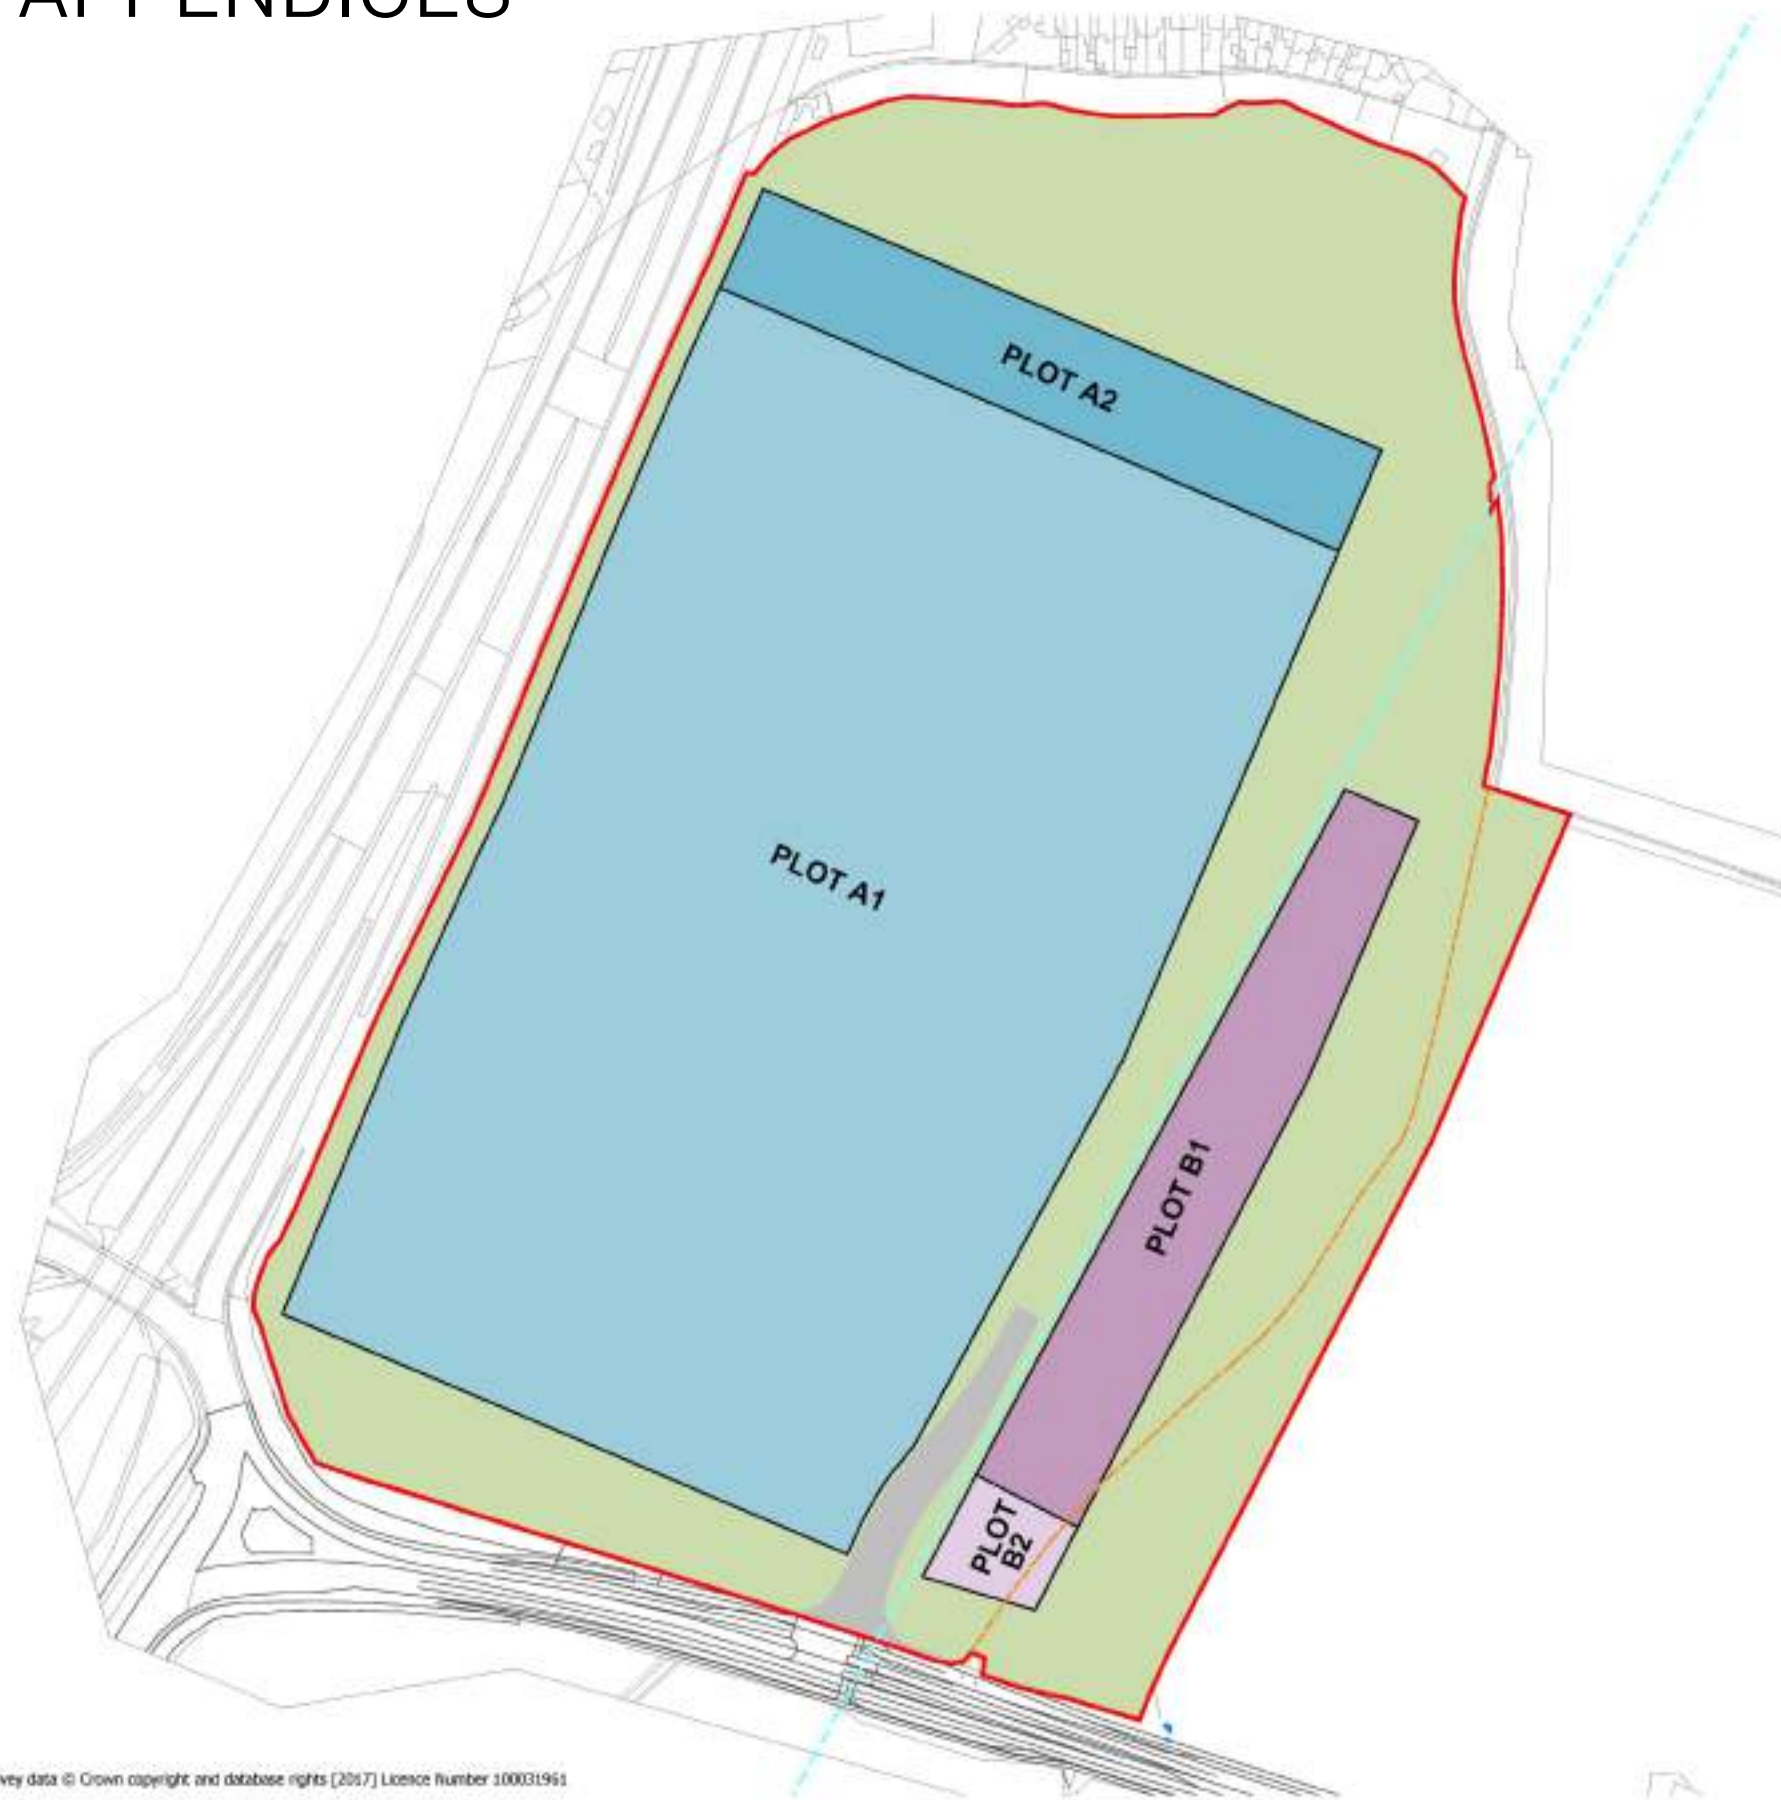 APPENDICES
PLOT A2
PLOT A1
PLOT B1
PLOT
B2
vey data © Crown copyright and database rights [2017] Licence Number 100031961